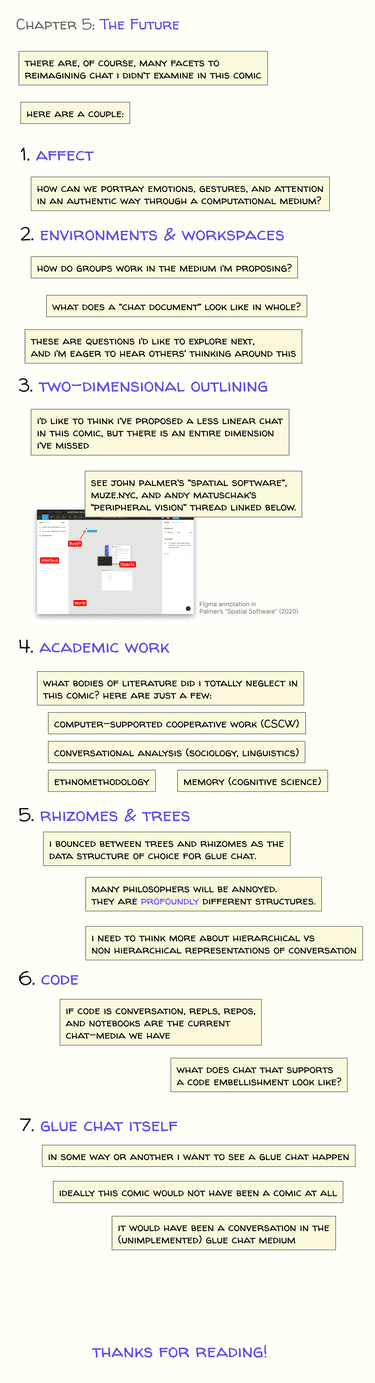 Chapter 5: The Future
There are, of course, many facets to
reimagining chat I didn't examine in this comic
Here are a couple:
1. Affect
How can we portray emotions, gestures, and attention
in an authentic way through a computational medium?
2. Environments & Workspaces
How do groups work in the medium I'm proposing?
What does a "chat document" look like in whole?
These are questions I'd like to explore next,
and I'm eager to hear others' thinking around this
3. Two-Dimensional Outlining
I'd like to think I've proposed a less linear chat
in this comic, but there is an entire dimension
I've missed
See John Palmer's "Spatial Software",
muze.nyc, and Andy Matuschak's
"Peripheral Vision" thread linked below.
Body?
Interface
Objects
World
Figma annotation in
Palmer's "Spatial Software" (2020)
4. Academic Work
What bodies of literature did I totally neglect in
this comic? Here are just a few:
Computer-Supported Cooperative Work (CSCW)
Conversational Analysis (Sociology, Linguistics)
Ethnomethodology
Memory (Cognitive Science)
5. Rhizomes & Trees
I bounced between trees and rhizomes as the
data structure of choice for Glue Chat.
Many philosophers will be annoyed.
They are profoundly different structures.
I need to think more about hierarchical vs
non hierarchical representations of conversation
6. Code
If code is conversation, REPLs, repos,
and notebooks are the current
chat-media we have
What does chat that supports
a code embellishment look like?
7. Glue Chat Itself
In some way or another I want to see a Glue Chat happen
Ideally this comic would not have been a comic at all
It would have been a conversation in the
(unimplemented) Glue Chat medium
Thanks for reading!